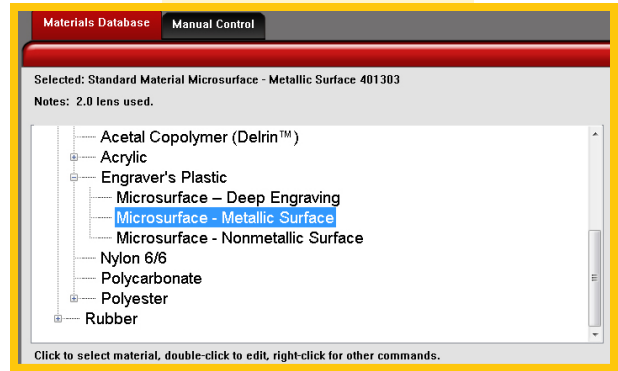 Materials Database Manual Control
Selected: Standard Material Microsurface - Metallic Surface 401303
Notes: 2.0 lens used.
Acetal Copolymer (Delrin™)
Acrylic
Engraver's Plastic
Microsurface – Deep Engraving
Microsurface - Metallic Surface
Microsurface - Nonmetallic Surface
Nylon 6/6
Polycarbonate
Polyester
Rubber
Click to select material, double-click to edit, right-click for other commands.